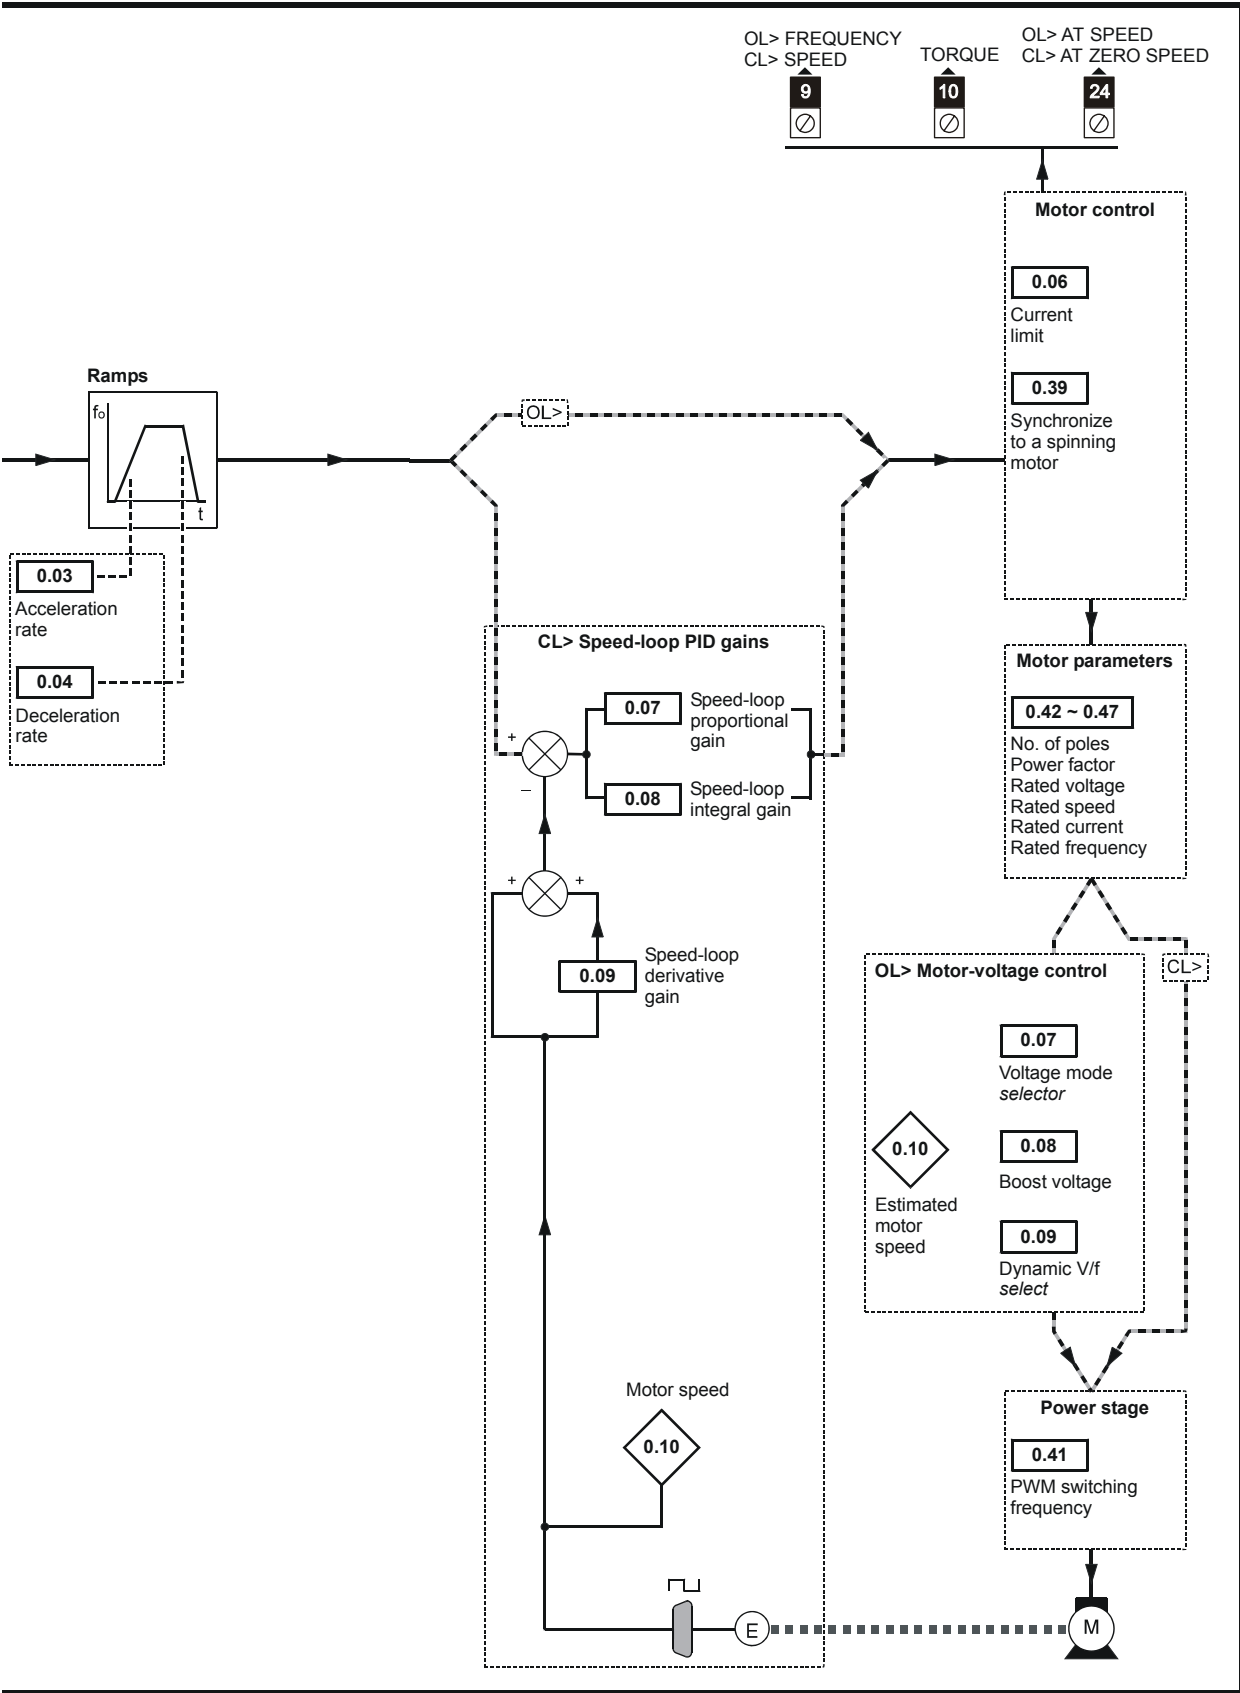 OL> FREQUENCY
CL> SPEED
TORQUE
OL> AT SPEED
CL> AT ZERO SPEED
9
10
24
Motor control
0.06
Current
limit
0.39
Synchronize
to a spinning
motor
Ramps
fo
t
OL>
0.03
Acceleration
rate
0.04
Deceleration
rate
CL> Speed-loop PID gains
0.07
Speed-loop
proportional
gain
+
–
0.08
Speed-loop
integral gain
+
+
0.09
Speed-loop
derivative
gain
Motor speed
0.10
E
Motor parameters
0.42 ~ 0.47
No. of poles
Power factor
Rated voltage
Rated speed
Rated current
Rated frequency
OL> Motor-voltage control
CL>
0.07
Voltage mode
selector
0.10
Estimated
motor
speed
0.08
Boost voltage
0.09
Dynamic V/f
select
Power stage
0.41
PWM switching
frequency
M